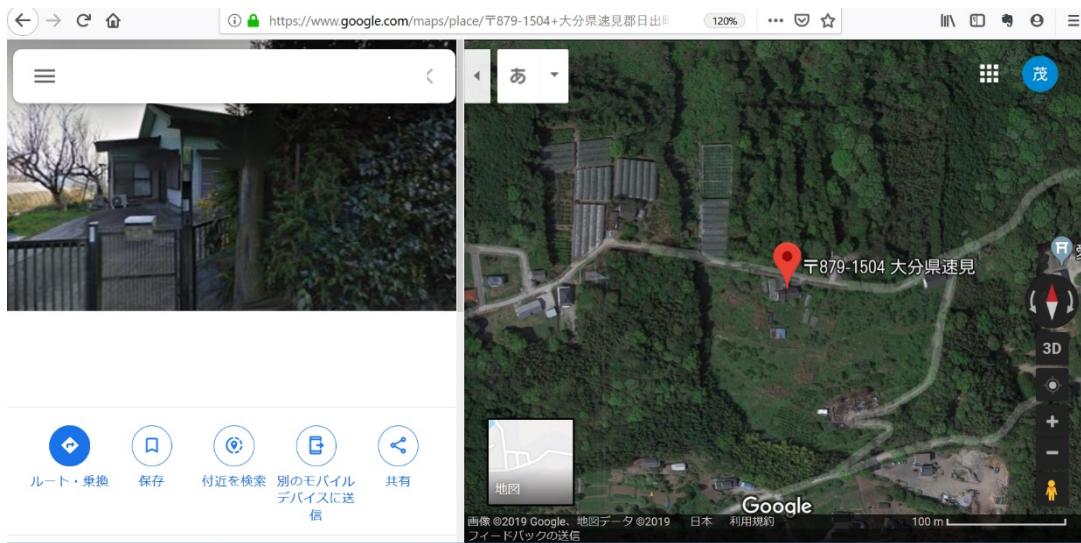 https://www.google.com/maps/place/〒879-1504+大分県速見郡日出
120%
あ
茂
〒879-1504 大分県速見
3D
ルート・乗換
保存
付近を検索
別のモバイル
デバイスに送
信
共有
地図
Google
画像 ©2019 Google、地図データ ©2019 日本 利用規約 100 m
フィードバックの送信